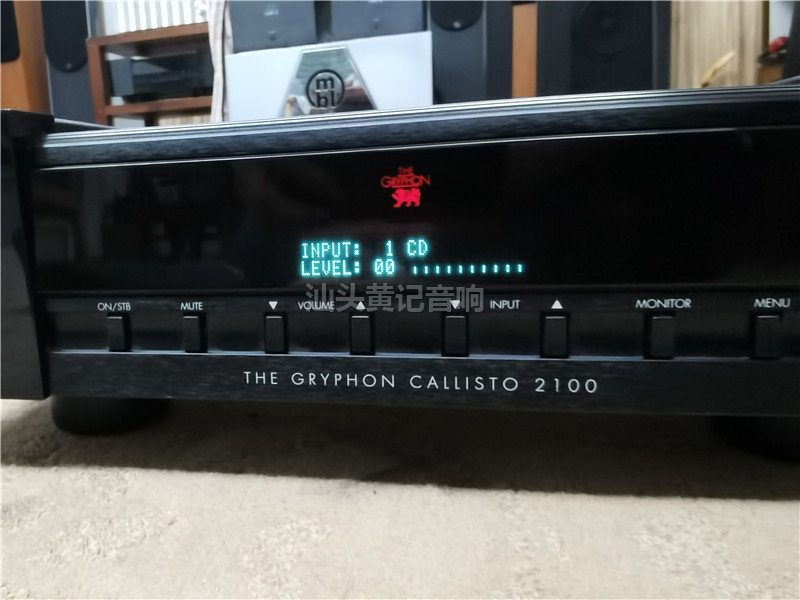 mbl
THE
GRYPHON
INPUT: 1 CD
LEVEL: 00
汕头黄记音响
ON/STB MUTE ▼ VOLUME ▲ ▼ INPUT ▲ MONITOR MENU
THE GRYPHON CALLISTO 2100